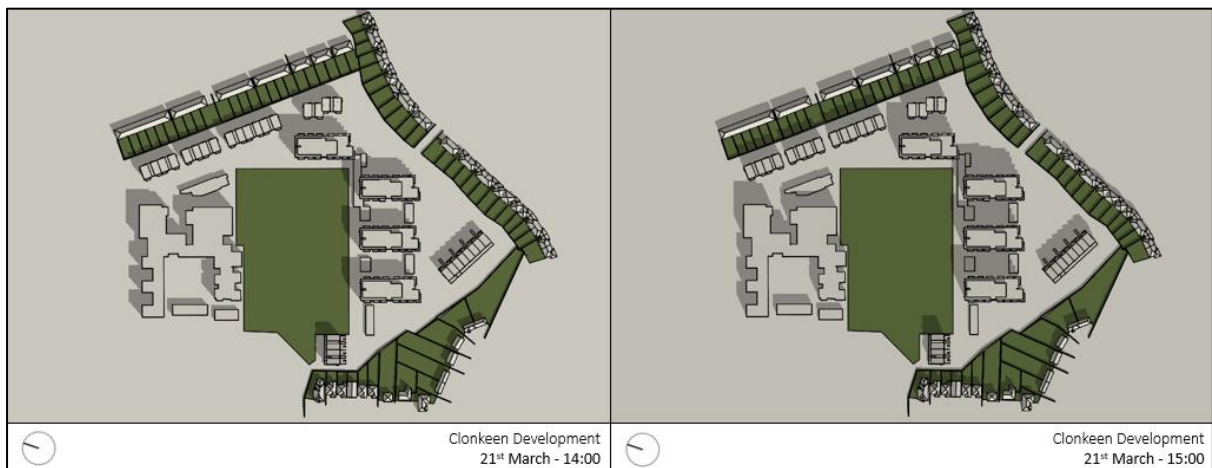 Clonkeen Development
21st March - 14:00
Clonkeen Development
21st March - 15:00